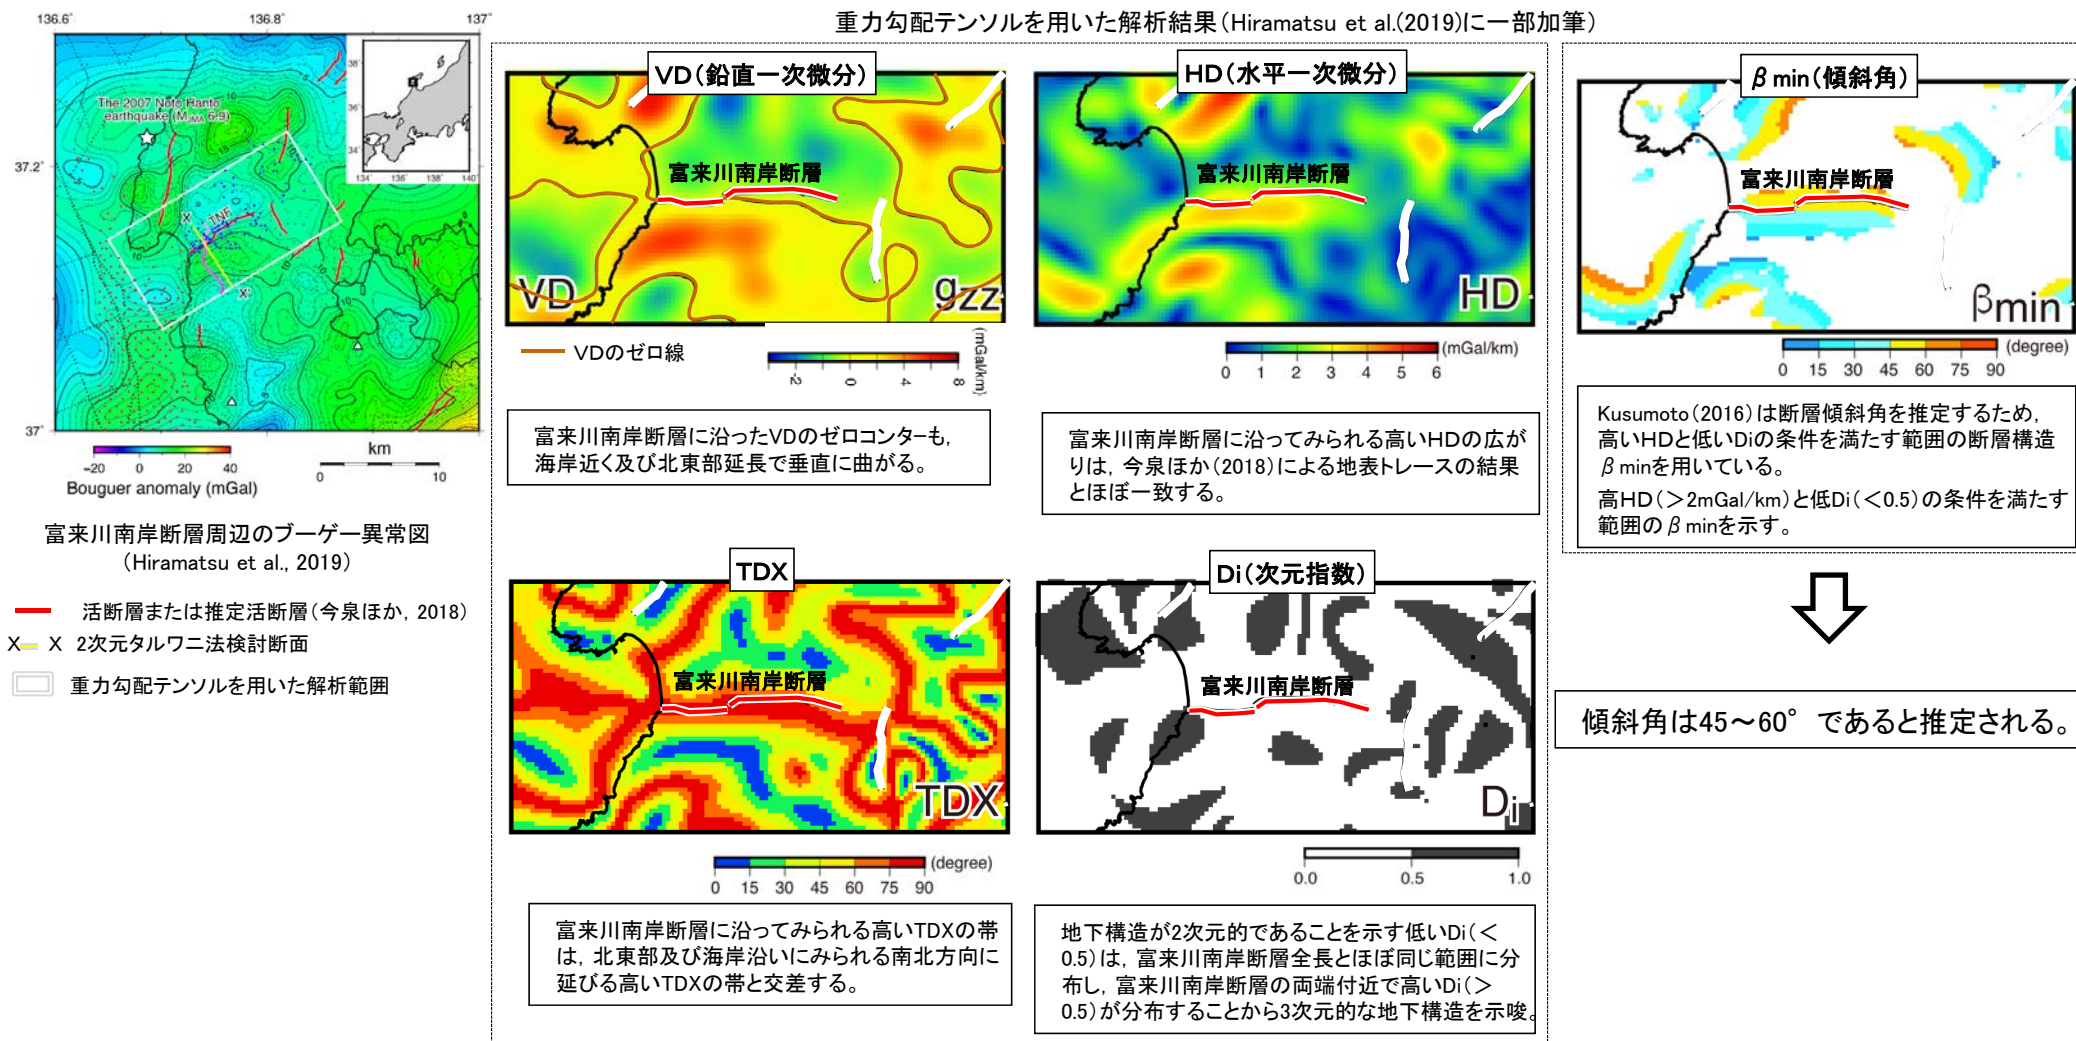 重力勾配テンソルを用いた解析結果(Hiramatsu et al.(2019)に一部加筆)
136.6° 136.8° 137°
37.2°
37°
The 2007 Noto Hanto
earthquake (MJMA 6.9)
TNF
X
X'
38°
36°
34°
134° 136° 138° 140°
-20 0 20 40
Bouguer anomaly (mGal)
km
0 10
富来川南岸断層周辺のブーゲー異常図
(Hiramatsu et al., 2019)
活断層または推定活断層(今泉ほか, 2018)
X X 2次元タルワニ法検討断面
重力勾配テンソルを用いた解析範囲
VD(鉛直一次微分)
富来川南岸断層
VD
gzz
VDのゼロ線
-2 0 4 8
(mGal/km)
富来川南岸断層に沿ったVDのゼロコンターも,
海岸近く及び北東部延長で垂直に曲がる。
HD(水平一次微分)
富来川南岸断層
HD
(mGal/km)
0 1 2 3 4 5 6
富来川南岸断層に沿ってみられる高いHDの広が
りは, 今泉ほか(2018)による地表トレースの結果
とほぼ一致する。
TDX
富来川南岸断層
TDX
(degree)
0 15 30 45 60 75 90
富来川南岸断層に沿ってみられる高いTDXの帯
は, 北東部及び海岸沿いにみられる南北方向に
延びる高いTDXの帯と交差する。
Di(次元指数)
富来川南岸断層
Di
0.0 0.5 1.0
地下構造が2次元的であることを示す低いDi(<
0.5)は, 富来川南岸断層全長とほぼ同じ範囲に分
布し, 富来川南岸断層の両端付近で高いDi(>
0.5)が分布することから3次元的な地下構造を示唆。
βmin(傾斜角)
富来川南岸断層
βmin
(degree)
0 15 30 45 60 75 90
Kusumoto(2016)は断層傾斜角を推定するため,
高いHDと低いDiの条件を満たす範囲の断層構造
βminを用いている。
高HD(>2mGal/km)と低Di(<0.5)の条件を満たす
範囲のβminを示す。
傾斜角は45~60°であると推定される。